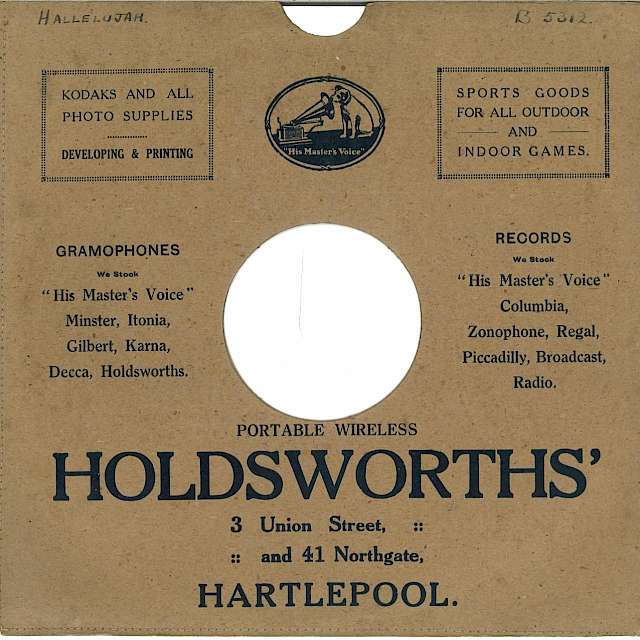 HALLELUJAH.
B 5312.
KODAKS AND ALL
PHOTO SUPPLIES
DEVELOPING & PRINTING
"His Master's Voice"
SPORTS GOODS
FOR ALL OUTDOOR
AND
INDOOR GAMES.
GRAMOPHONES
We Stock
"His Master's Voice"
Minster, Itonia,
Gilbert, Karna,
Decca, Holdsworths.
RECORDS
We Stock
"His Master's Voice"
Columbia,
Zonophone, Regal,
Piccadilly, Broadcast,
Radio.
PORTABLE WIRELESS
HOLDSWORTHS'
3 Union Street, ::
:: and 41 Northgate,
HARTLEPOOL.